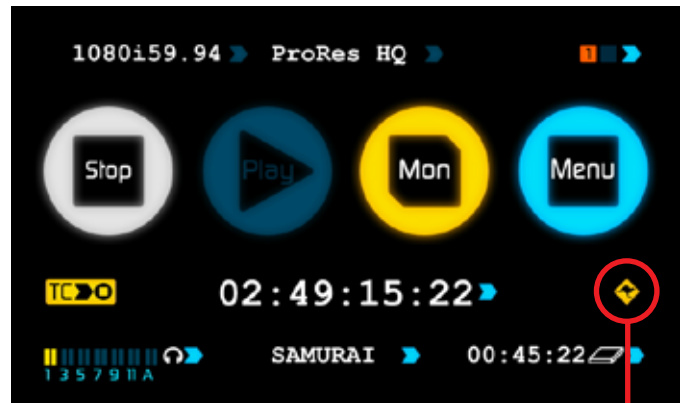 1080i59.94 ProRes HQ 1
Stop Play Mon Menu
TC 02:49:15:22
SAMURAI 00:45:22
1 3 5 7 9 11 A